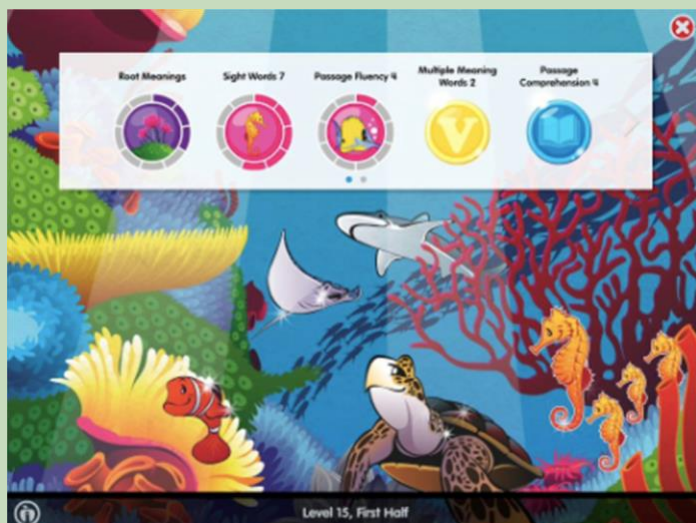 Root Meanings
Sight Words 7
Passage Fluency 4
Multiple Meaning
Words 2
Passage
Comprehension 4
V
Level 15, First Half